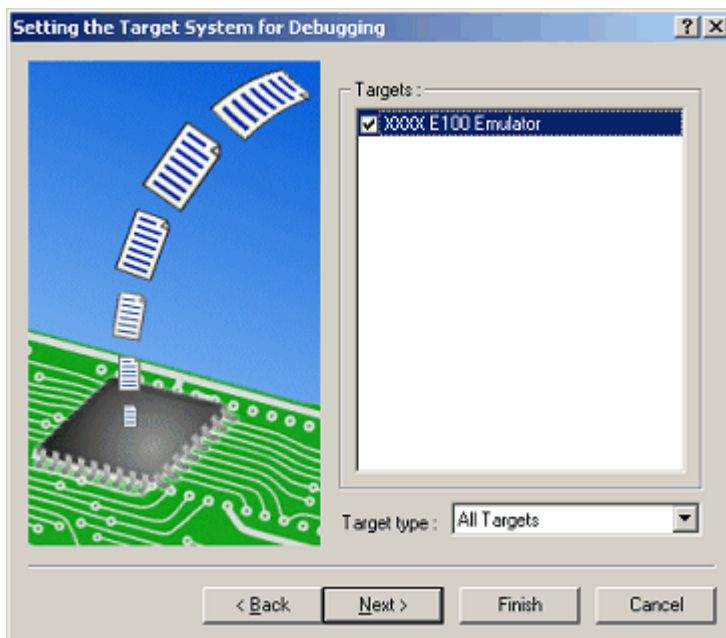 Setting the Target System for Debugging
Targets :
XXXX E100 Emulator
Target type : All Targets
< Back Next > Finish Cancel